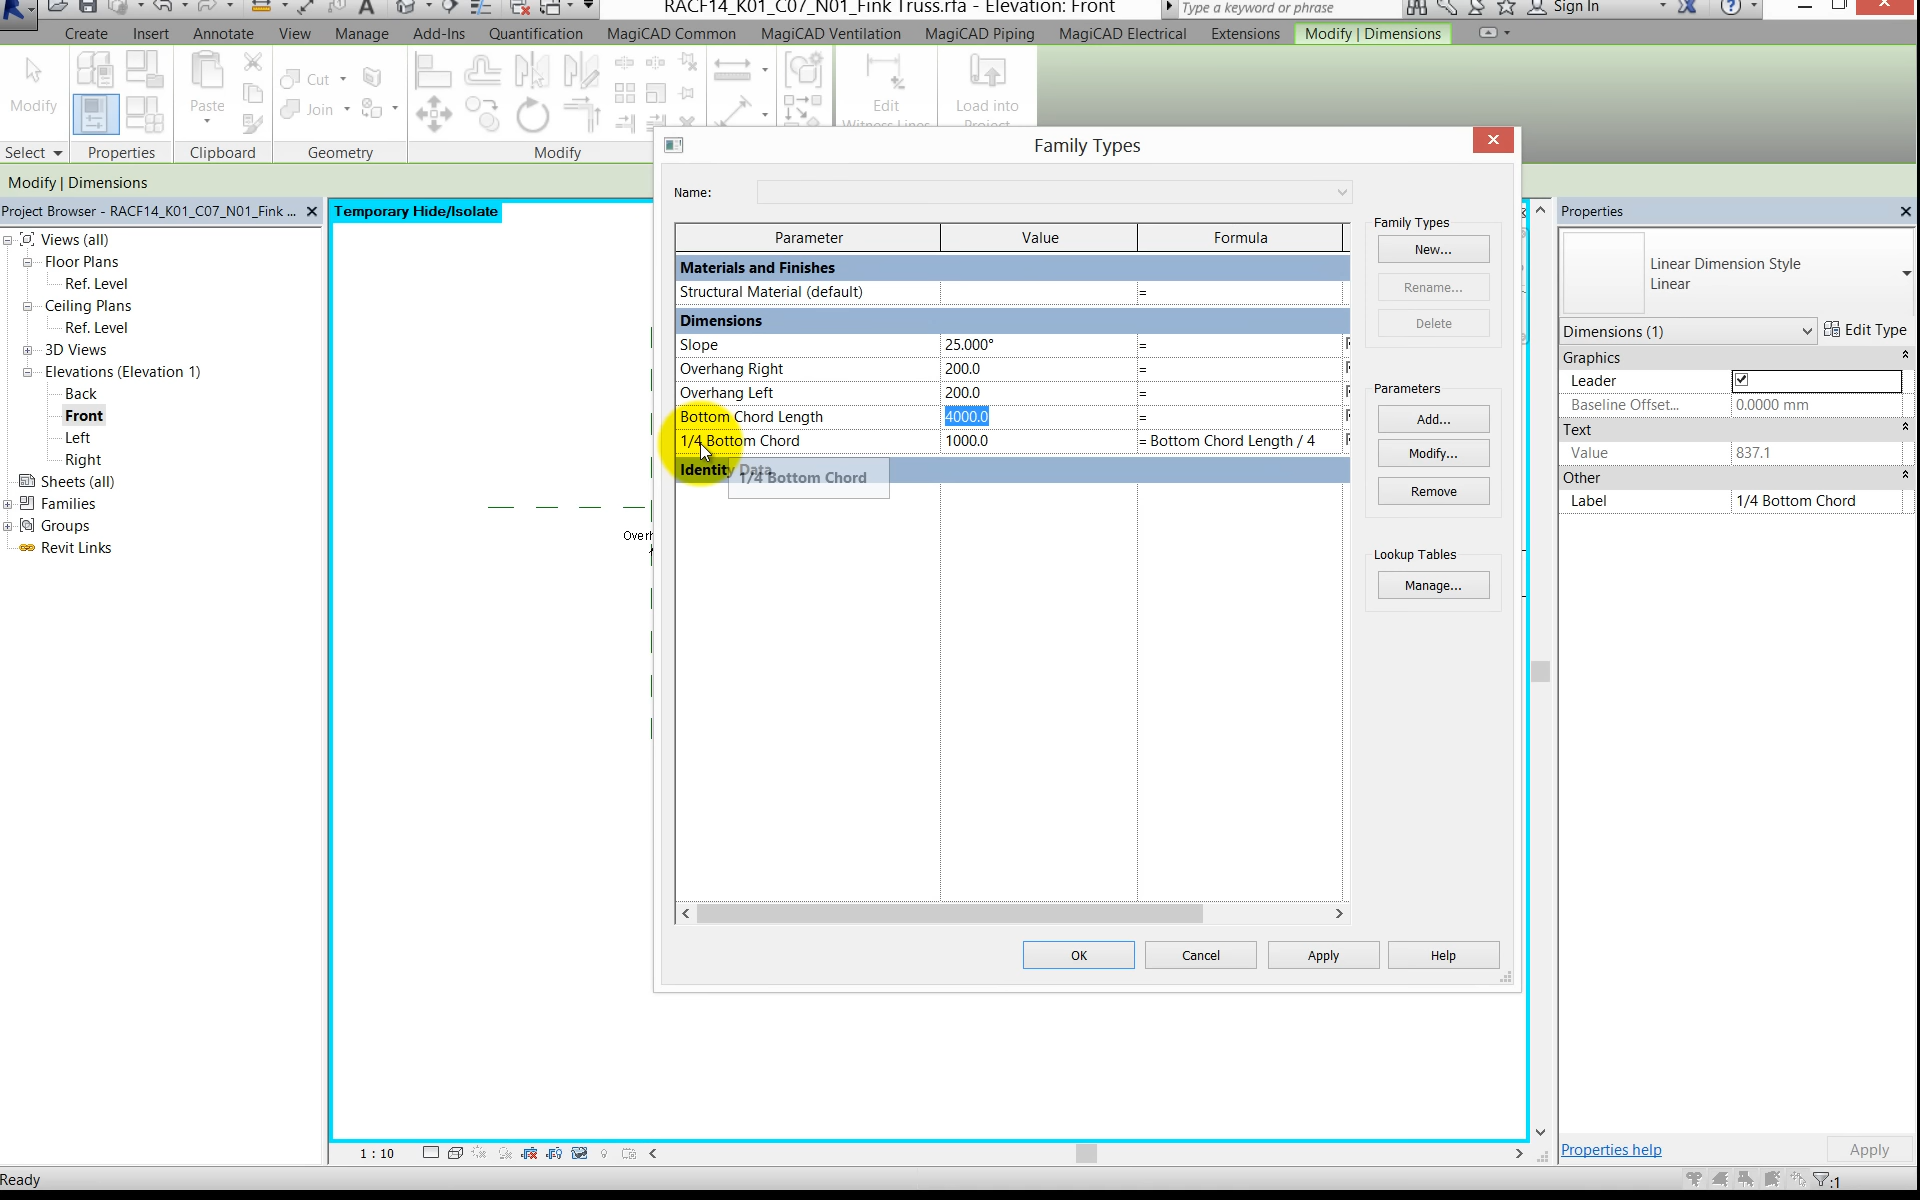 RACF14_K01_C07_N01_Fink Truss.rfa - Elevation: Front
Type a keyword or phrase
Sign In
Create Insert Annotate View Manage Add-Ins Quantification MagiCAD Common MagiCAD Ventilation MagiCAD Piping MagiCAD Electrical Extensions Modify | Dimensions
Modify
Paste
Cut
Join
Edit
Witness Lines
Load into
Project
Select Properties Clipboard Geometry Modify
Modify | Dimensions
Project Browser - RACF14_K01_C07_N01_Fink ...
Views (all)
Floor Plans
Ref. Level
Ceiling Plans
Ref. Level
3D Views
Elevations (Elevation 1)
Back
Front
Left
Right
Sheets (all)
Families
Groups
Revit Links
Temporary Hide/Isolate
Family Types
Name:
Parameter Value Formula
Materials and Finishes
Structural Material (default) =
Dimensions
Slope 25.000° =
Overhang Right 200.0 =
Overhang Left 200.0 =
Bottom Chord Length 4000.0 =
1/4 Bottom Chord 1000.0 = Bottom Chord Length / 4
Identity Data
1/4 Bottom Chord
Family Types
New...
Rename...
Delete
Parameters
Add...
Modify...
Remove
Lookup Tables
Manage...
OK Cancel Apply Help
Properties
Linear Dimension Style
Linear
Dimensions (1) Edit Type
Graphics
Leader
Baseline Offset... 0.0000 mm
Text
Value 837.1
Other
Label 1/4 Bottom Chord
Properties help Apply
1 : 10
Ready
:1